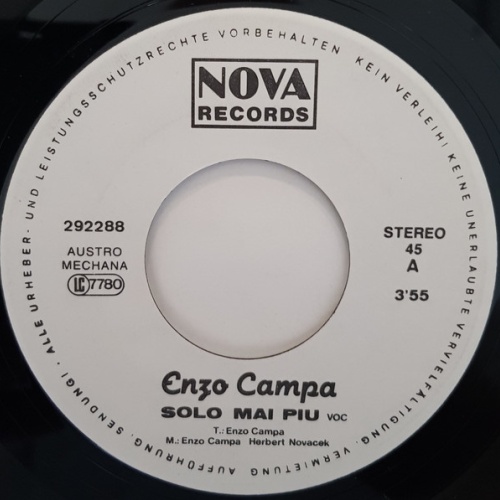 · ALLE URHEBER- UND LEISTUNGSSCHUTZRECHTE VORBEHALTEN KEIN VERLEIH! KEINE UNERLAUBTE VERVIELFÄLTIGUNG, VERMIETUNG, AUFFÜHRUNG, SENDUNG!
NOVA
RECORDS
292288
AUSTRO
MECHANA
LC 7780
STEREO
45
A
3'55
Enzo Campa
SOLO MAI PIU VOC
T.: Enzo Campa
M.: Enzo Campa Herbert Novacek